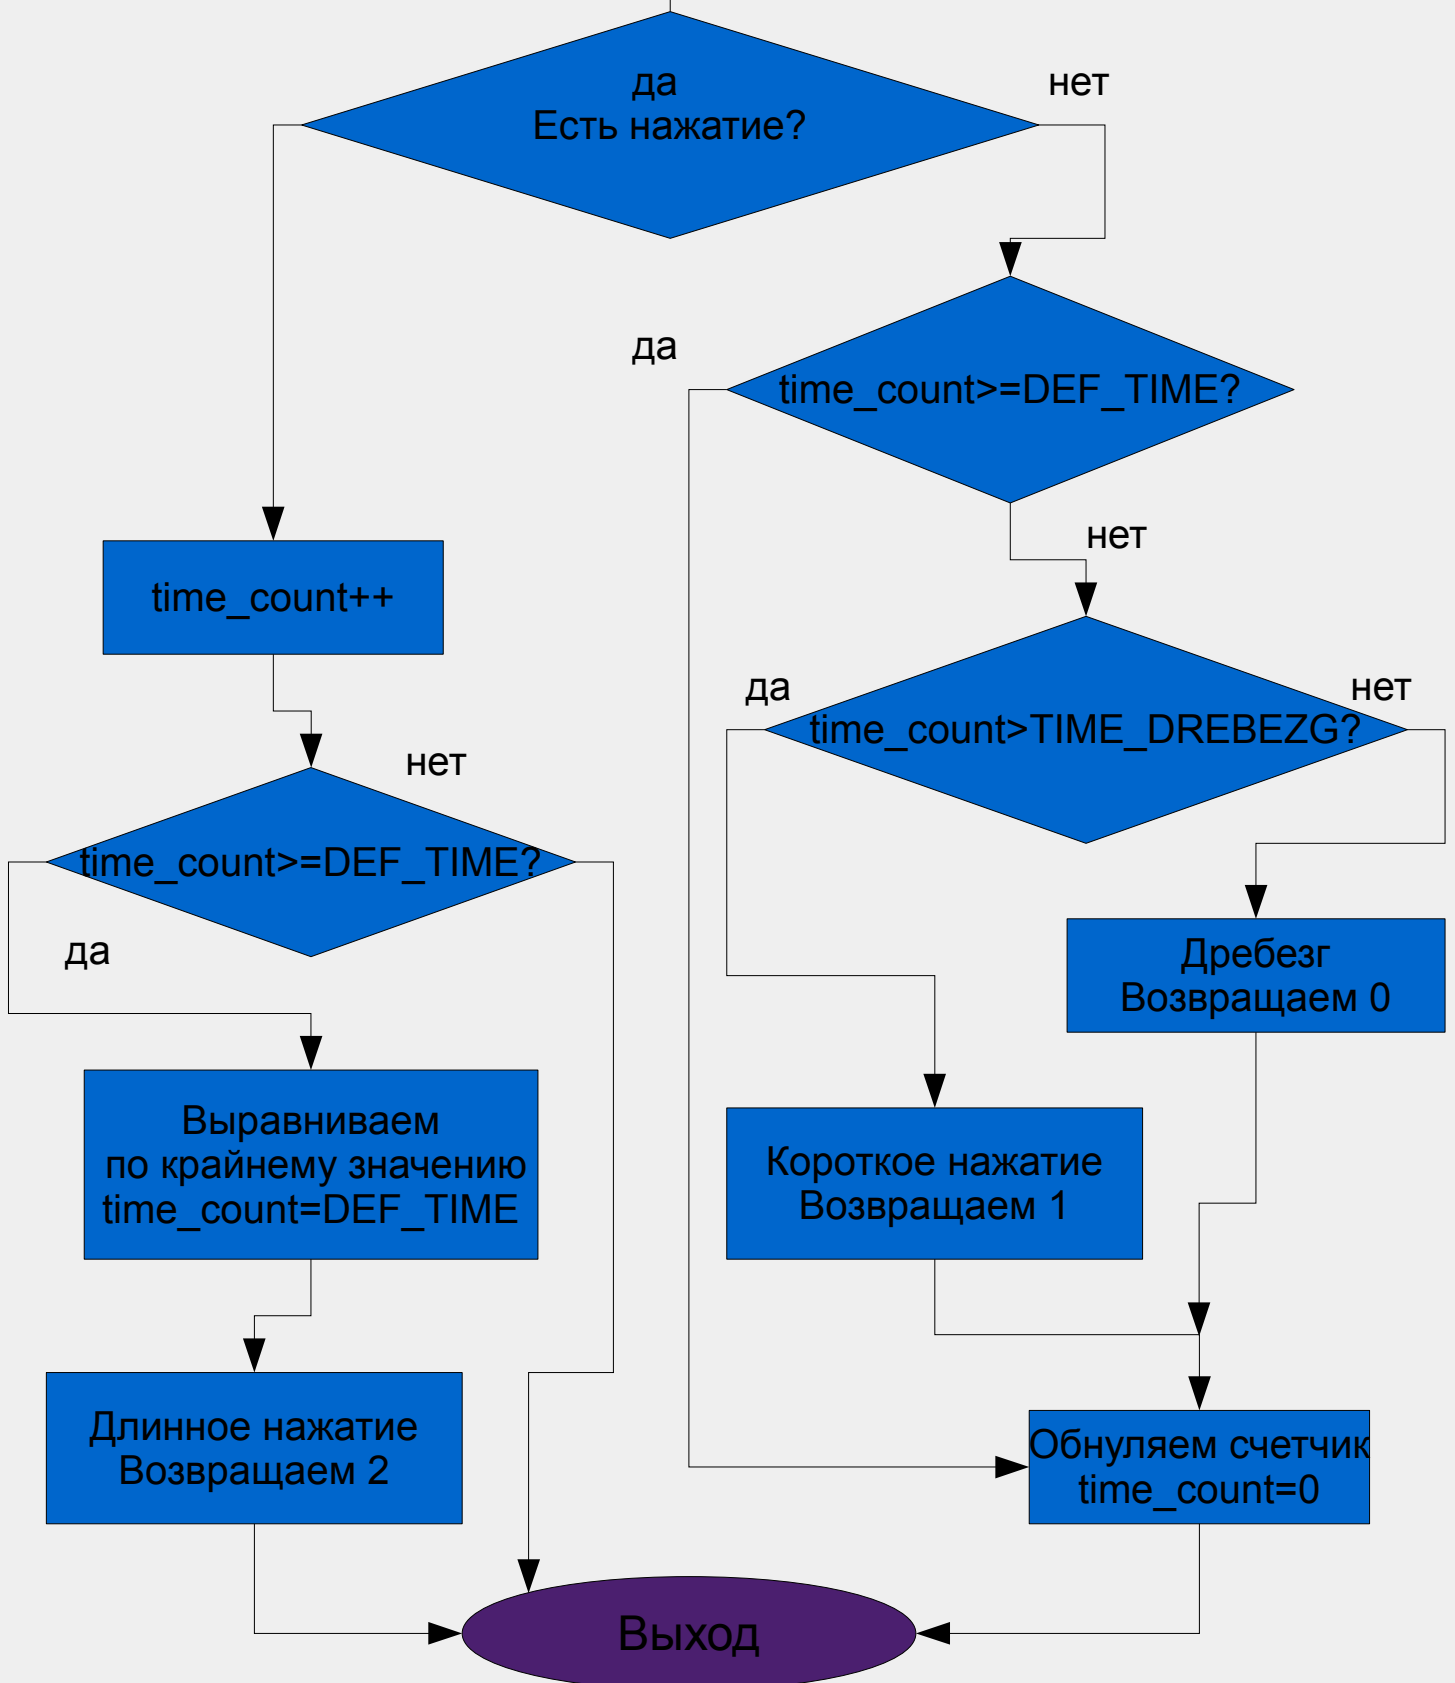 да
нет
Есть нажатие?
да
time_count>=DEF_TIME?
нет
time_count++
да
нет
time_count>TIME_DREBEZG?
нет
time_count>=DEF_TIME?
да
Дребезг
Возвращаем 0
Выравниваем
по крайнему значению
time_count=DEF_TIME
Короткое нажатие
Возвращаем 1
Длинное нажатие
Возвращаем 2
Обнуляем счетчик
time_count=0
Выход